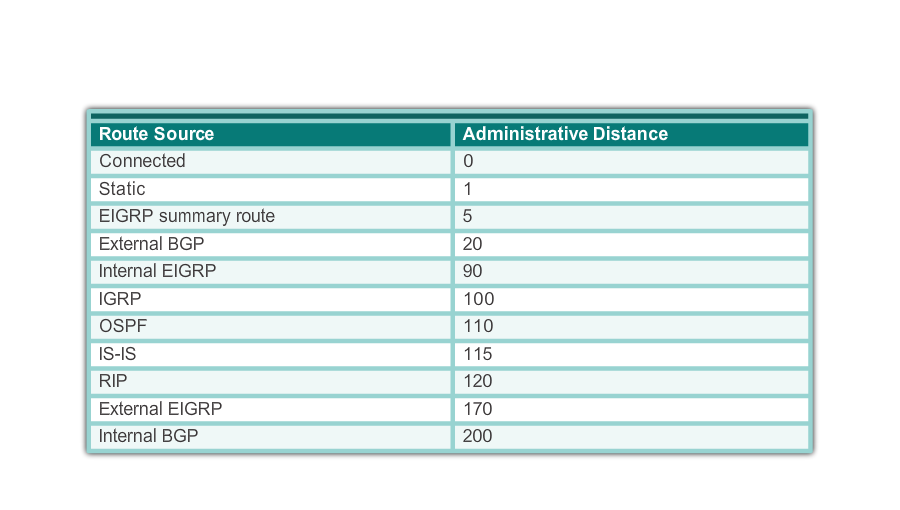 Route Source Administrative Distance
Connected 0
Static 1
EIGRP summary route 5
External BGP 20
Internal EIGRP 90
IGRP 100
OSPF 110
IS-IS 115
RIP 120
External EIGRP 170
Internal BGP 200